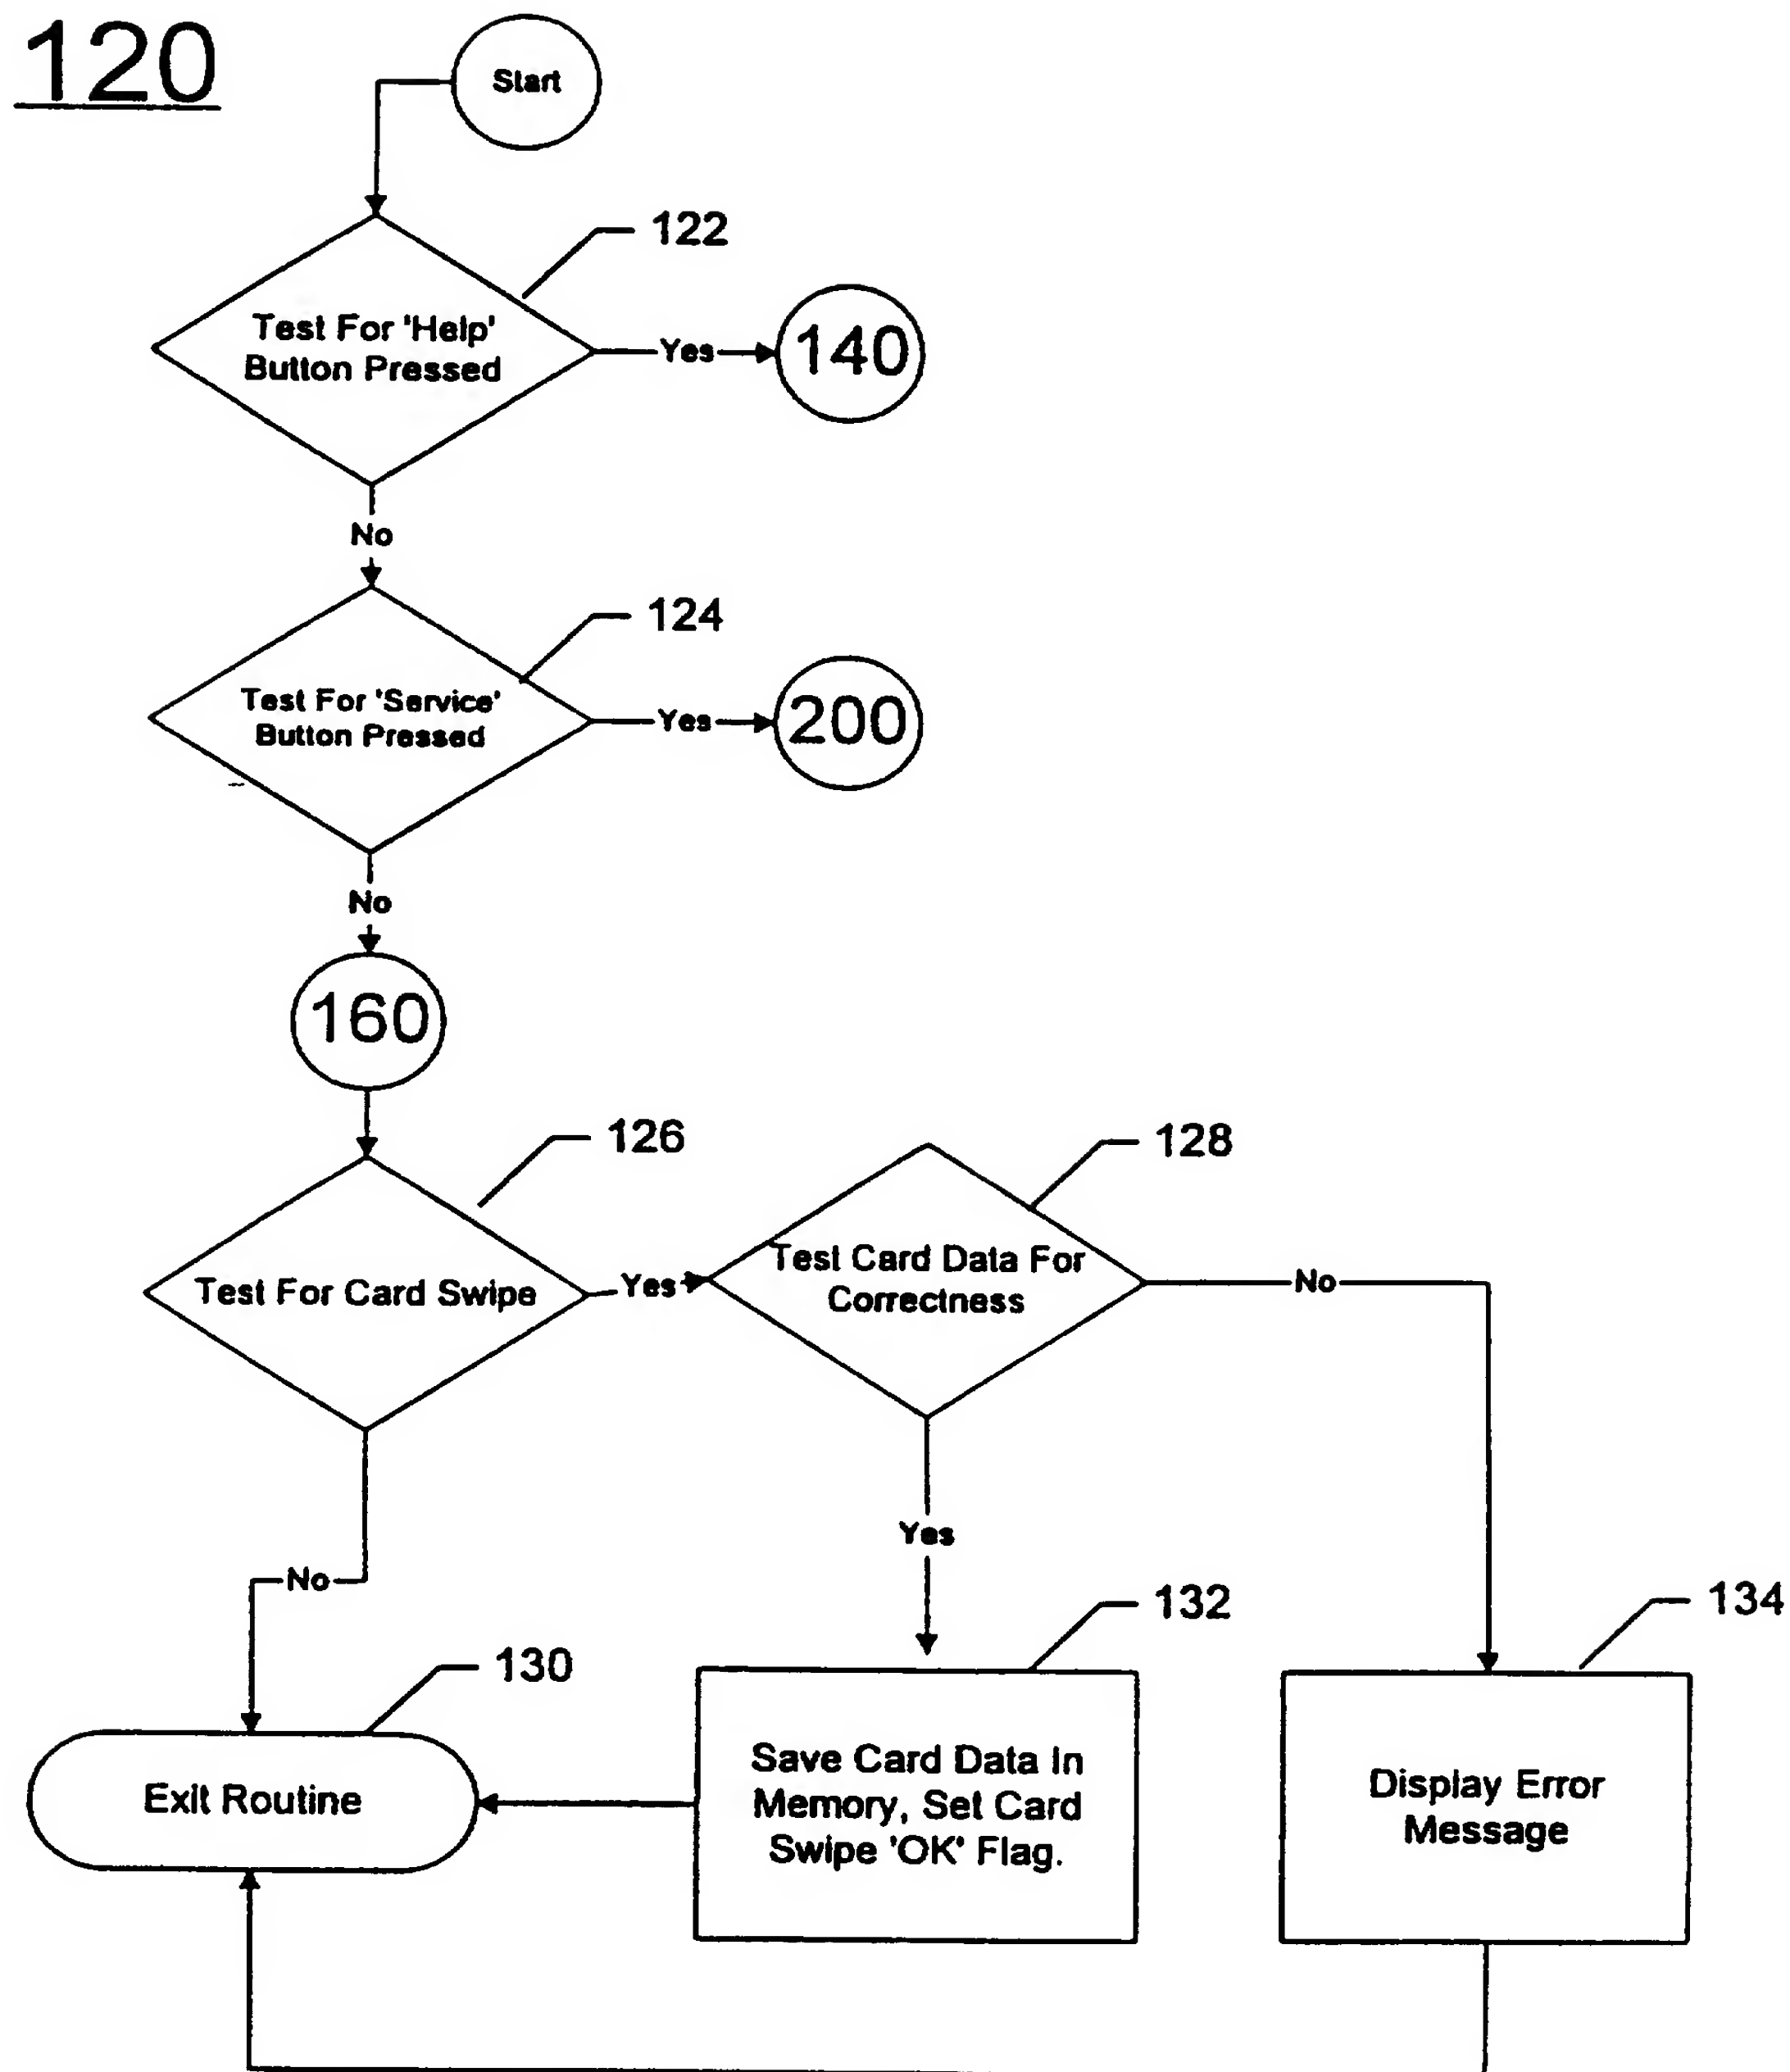 120
Start
122
Test For 'Help'
Button Pressed
Yes
140
No
124
Test For 'Service'
Button Pressed
Yes
200
No
160
126
128
Test For Card Swipe
Yes
Test Card Data For
Correctness
No
Yes
No
130
132
134
Exit Routine
Save Card Data In
Memory, Set Card
Swipe 'OK' Flag.
Display Error
Message